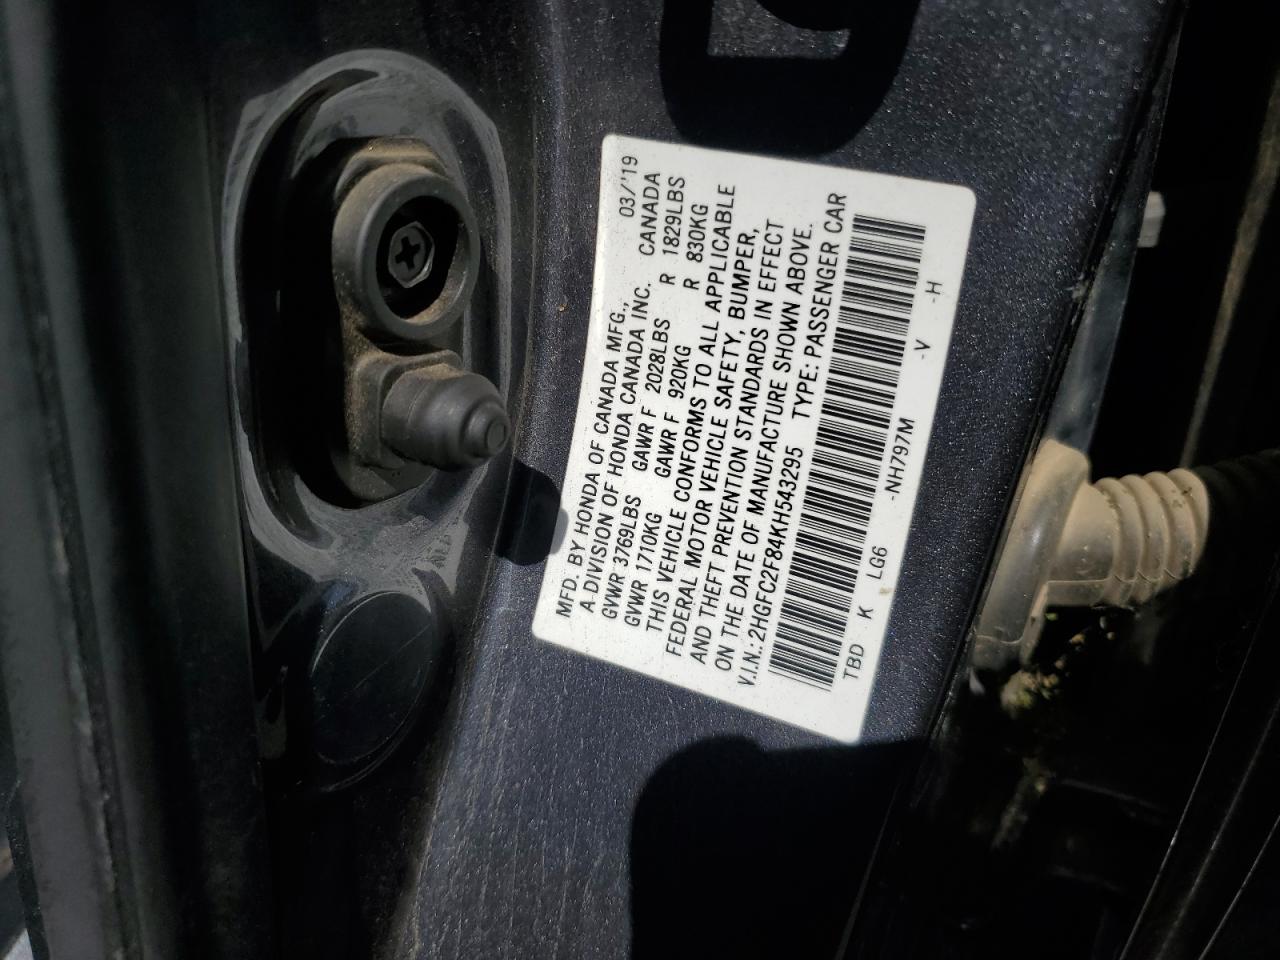 MFD. BY HONDA OF CANADA MFG., 03/'19
A DIVISION OF HONDA CANADA INC. CANADA
GVWR 3769LBS GAWR F 2028LBS R 1829LBS
GVWR 1710KG GAWR F 920KG R 830KG
THIS VEHICLE CONFORMS TO ALL APPLICABLE
FEDERAL MOTOR VEHICLE SAFETY, BUMPER,
AND THEFT PREVENTION STANDARDS IN EFFECT
ON THE DATE OF MANUFACTURE SHOWN ABOVE.
V.I.N.:2HGFC2F84KH543295 TYPE:PASSENGER CAR
TBD K LG6 -NH797M -V -H